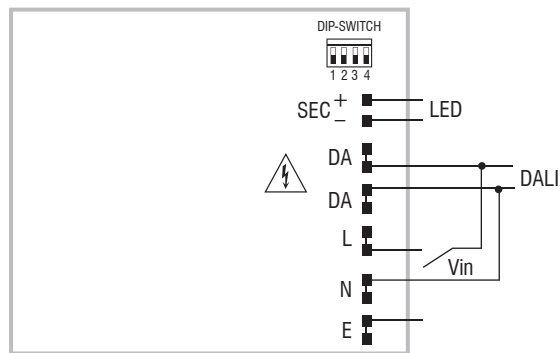 DIP-SWITCH
1 2 3 4
SEC + −
LED
DA
DALI
DA
L
Vin
N
E